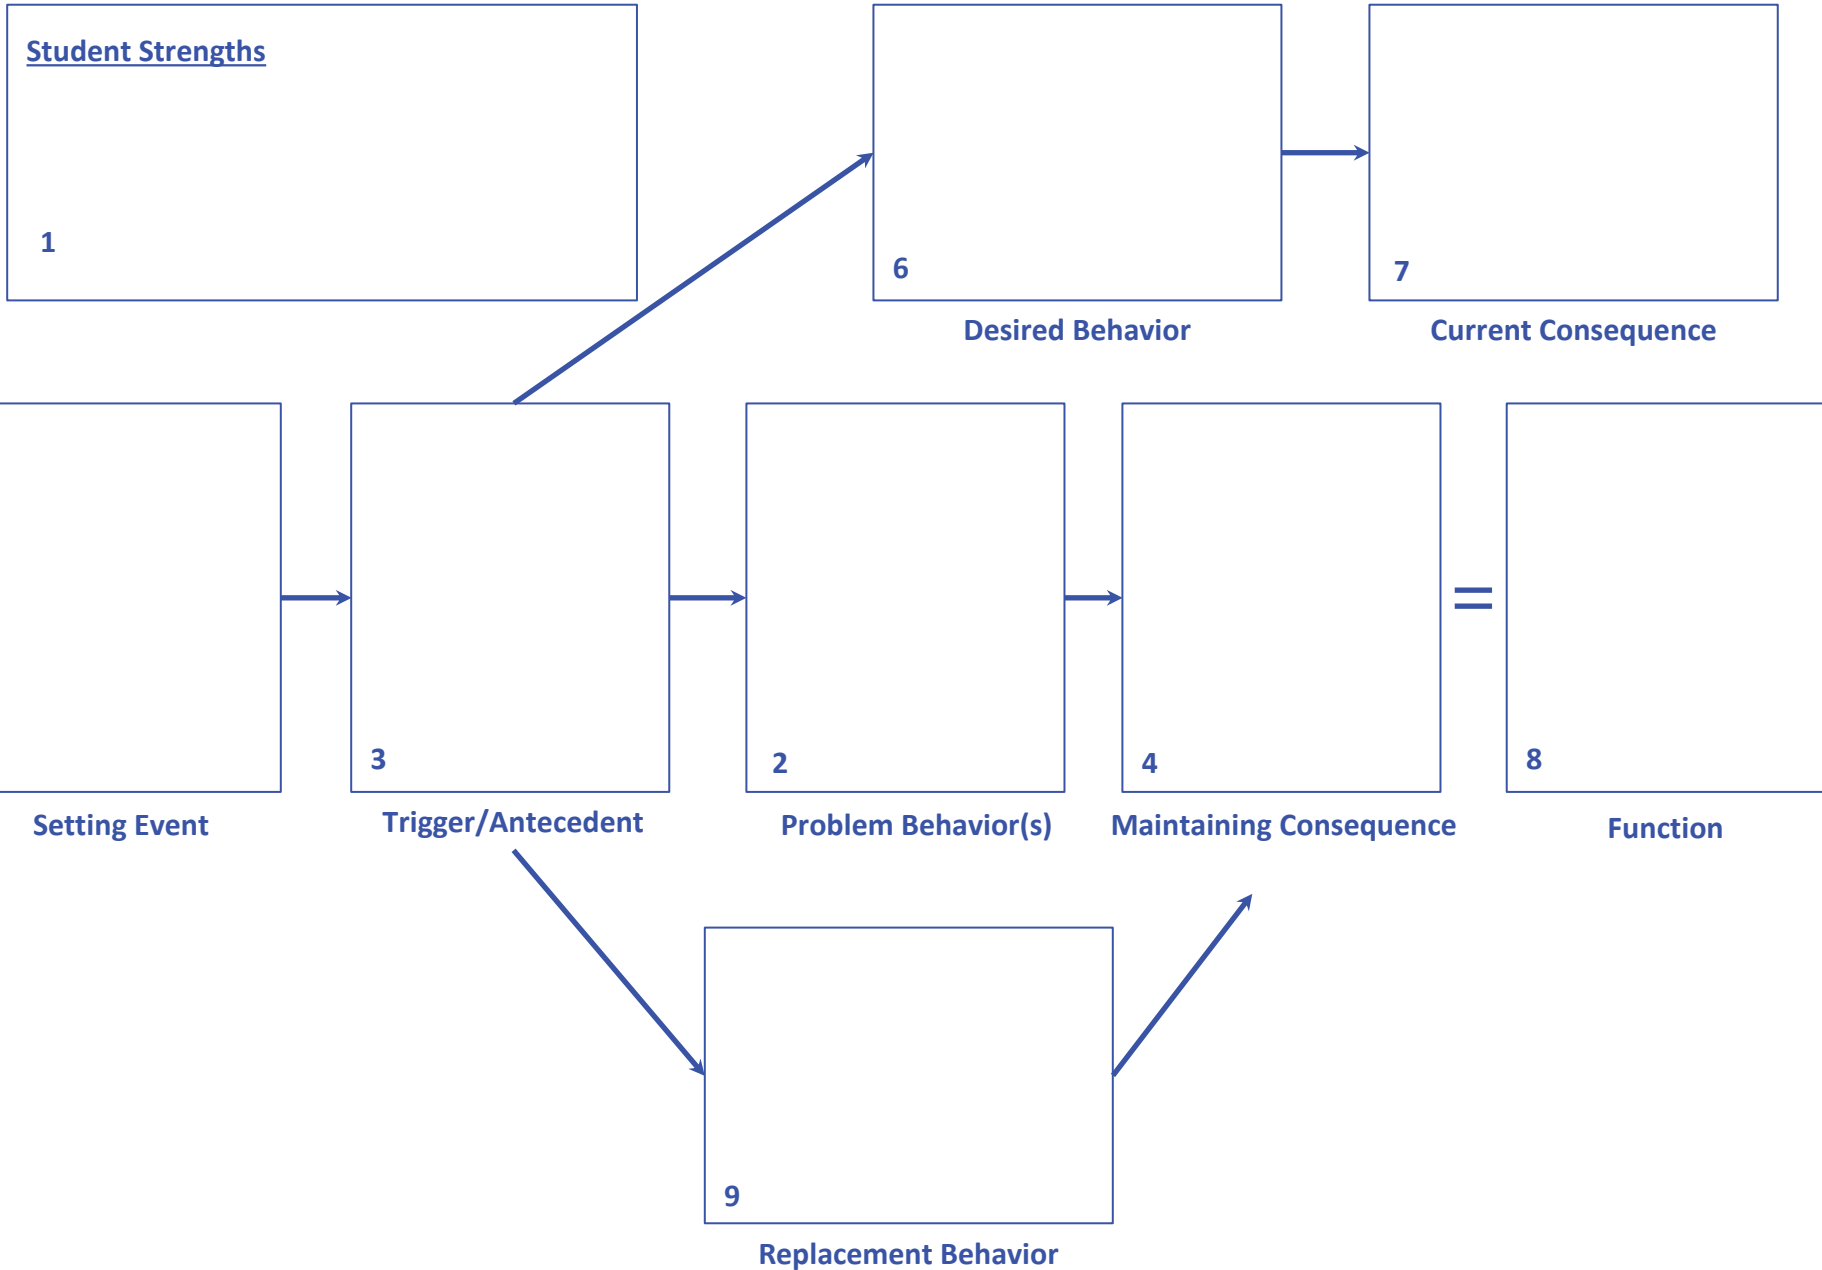 Student Strengths
1
6
7
Desired Behavior
Current Consequence
3
2
4
=
8
Setting Event
Trigger/Antecedent
Problem Behavior(s)
Maintaining Consequence
Function
9
Replacement Behavior